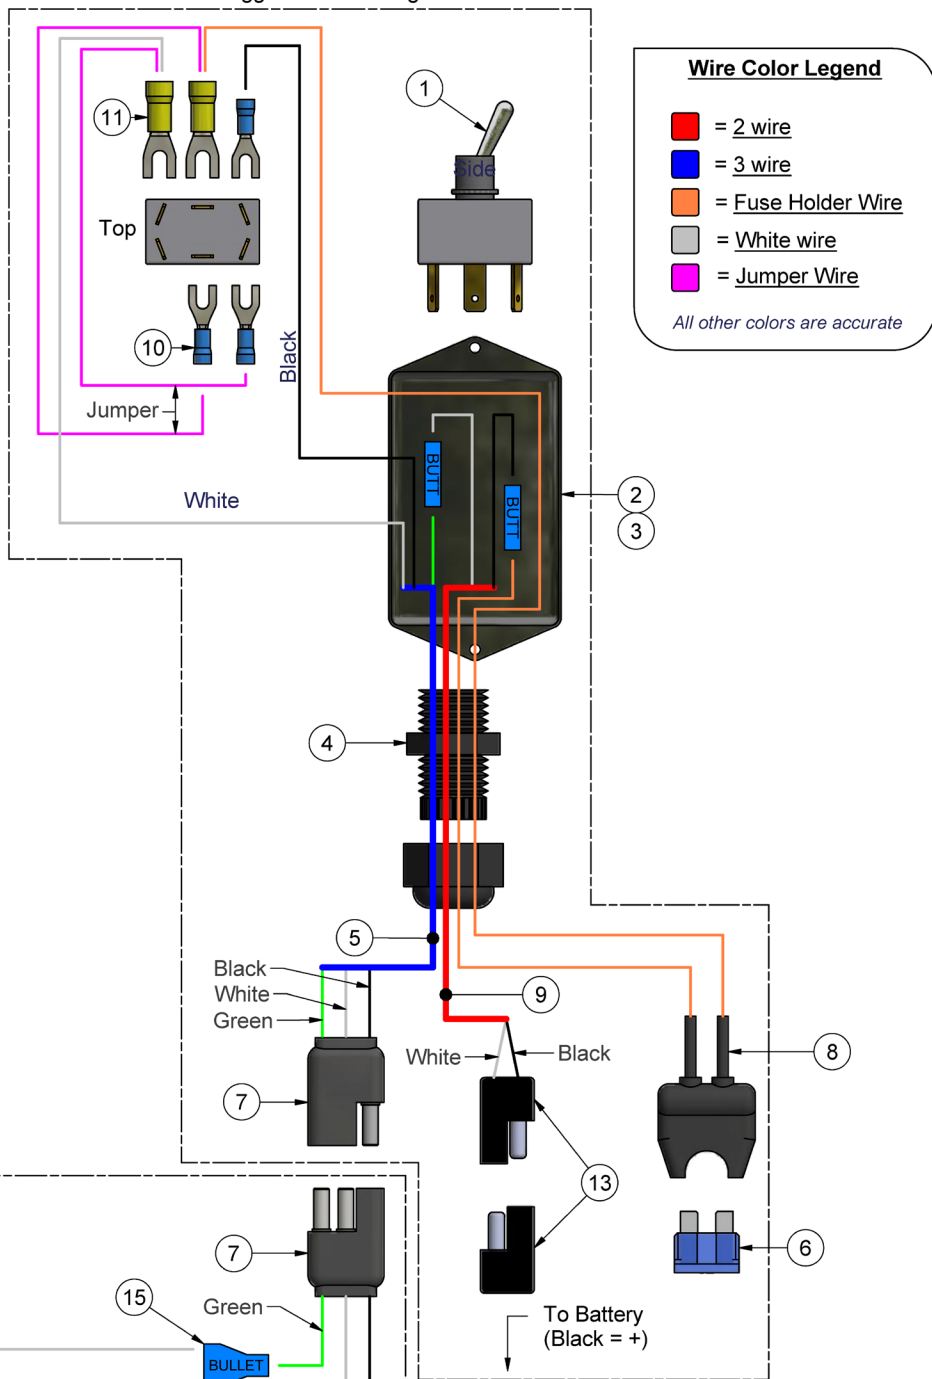 Wire Color Legend
= 2 wire
= 3 wire
= Fuse Holder Wire
= White wire
= Jumper Wire
All other colors are accurate
1
11
Side
Top
10
Black
Jumper
BUTT
BUTT
White
2
3
4
5
Black
White
Green
9
White
Black
8
7
13
7
6
15
Green
To Battery
(Black = +)
BULLET